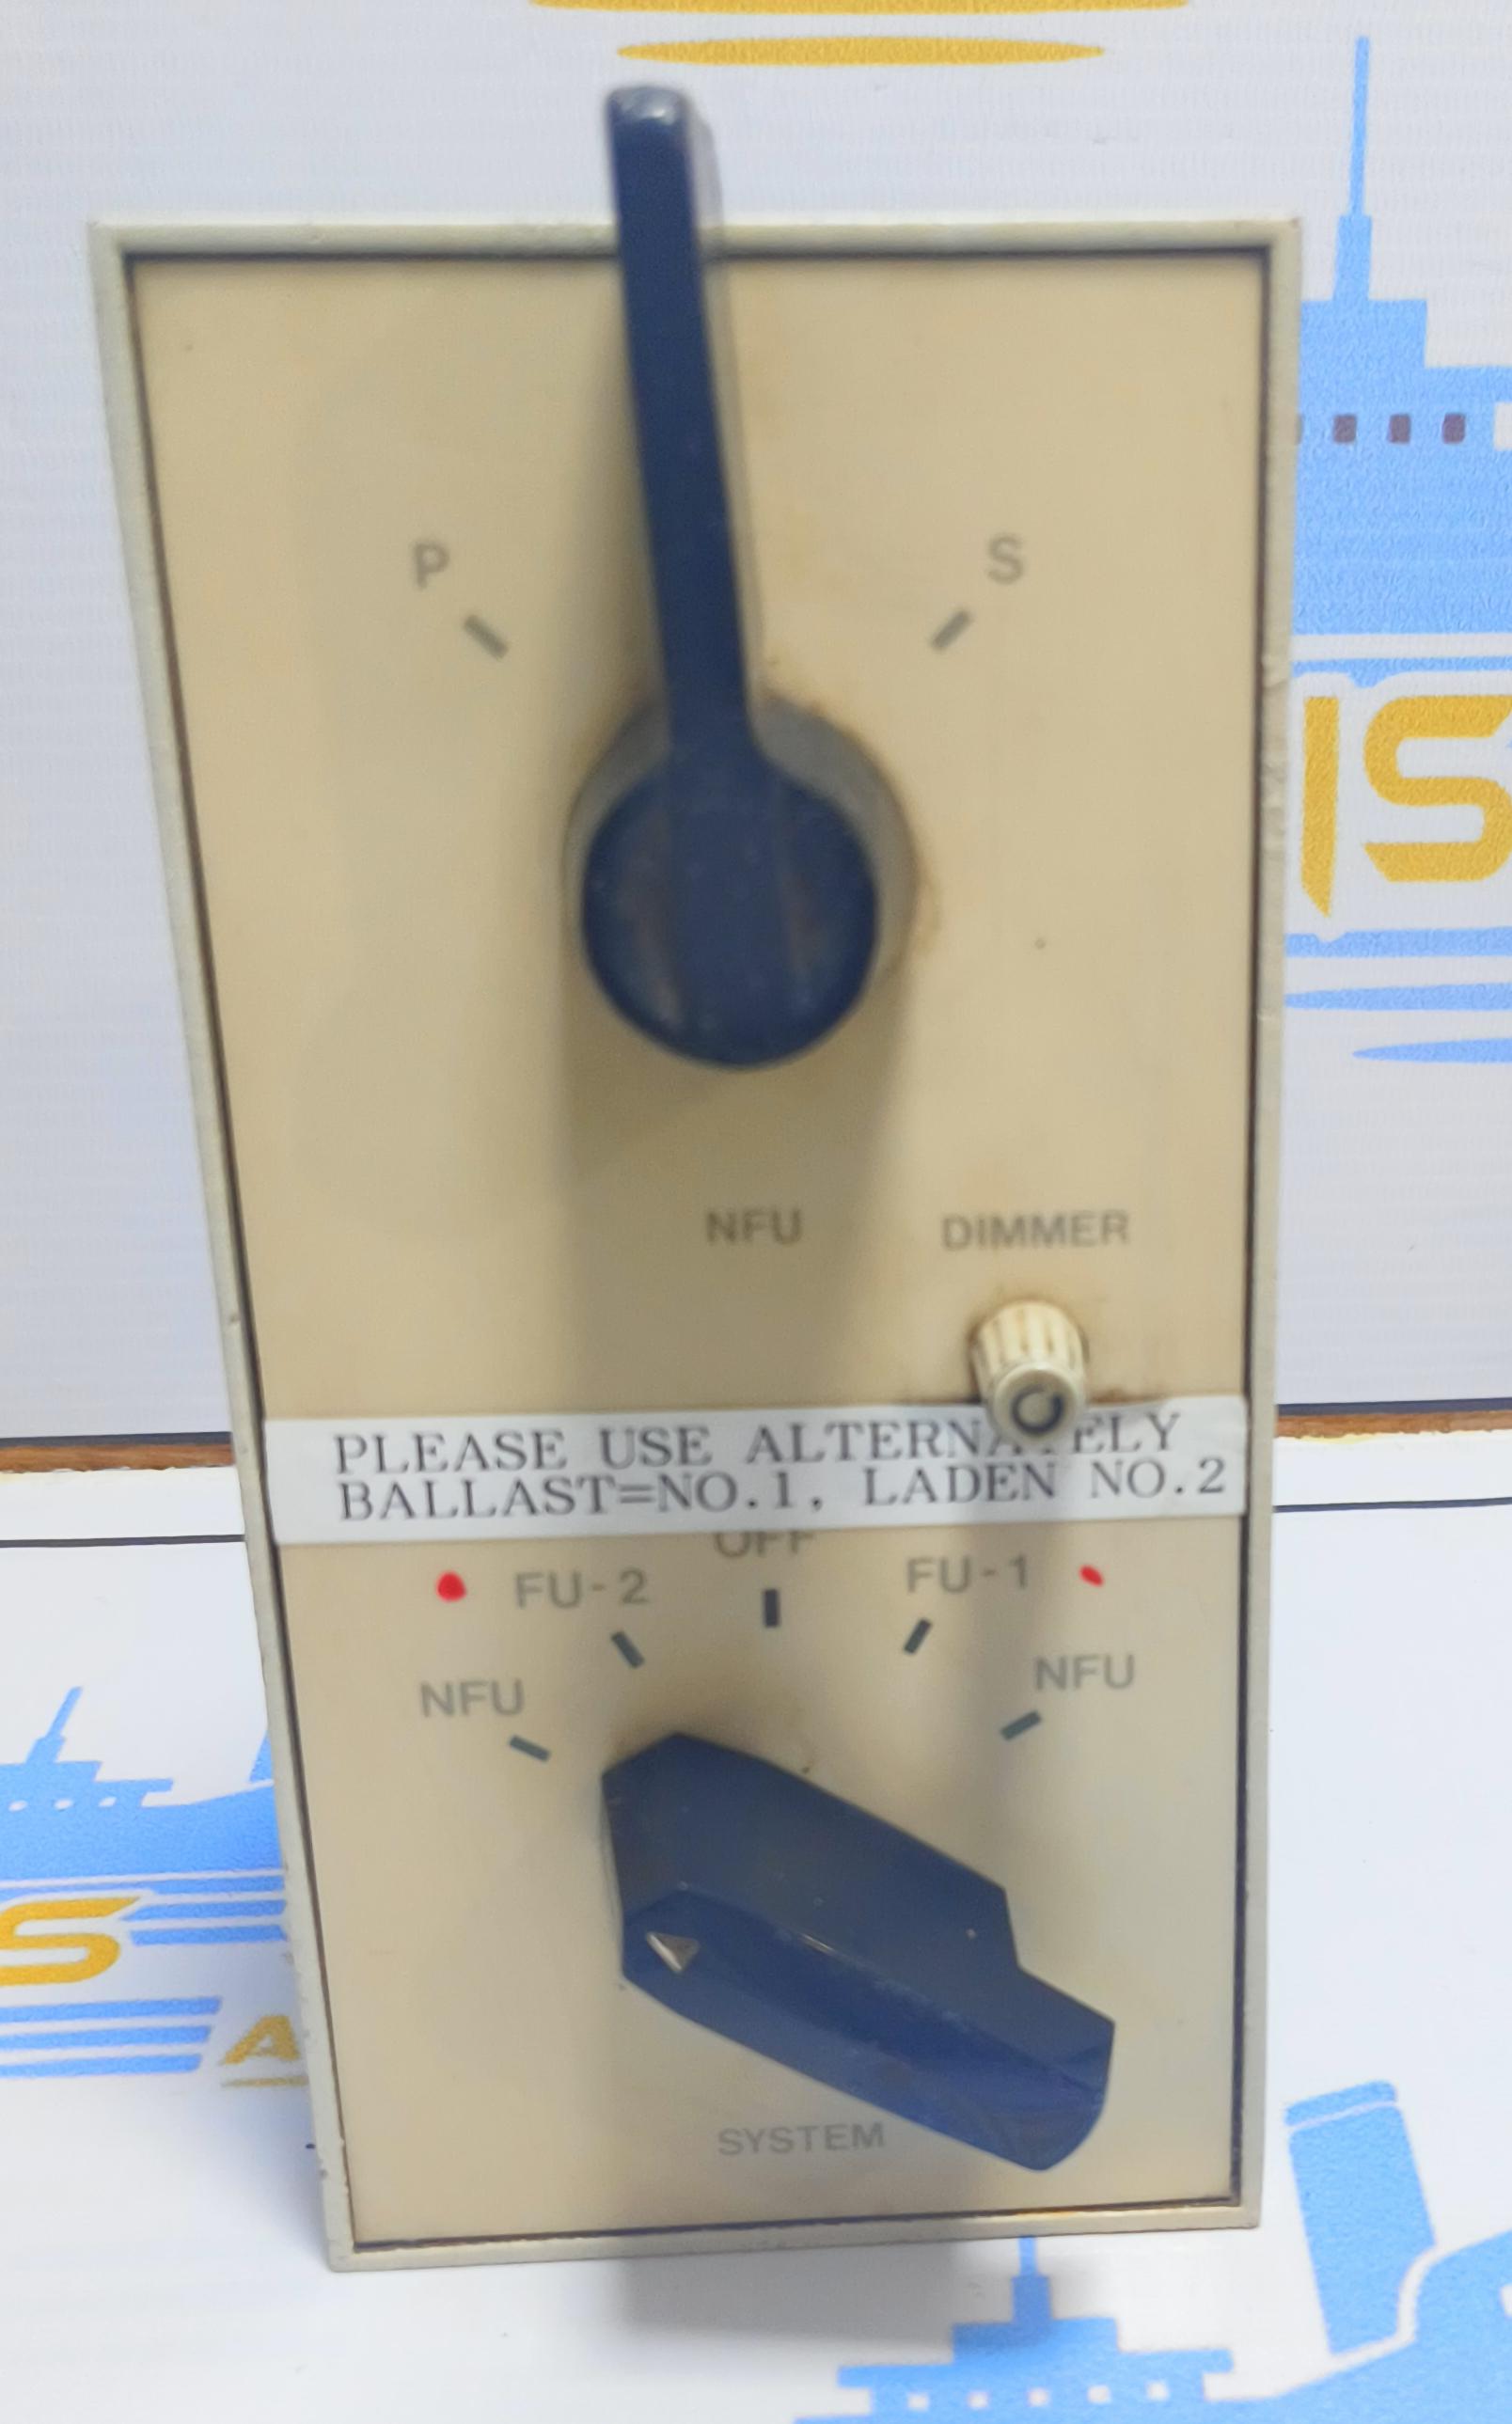 P
S
NFU
DIMMER
PLEASE USE ALTERNATELY
BALLAST=NO.1, LADEN NO.2
OFF
FU-2
FU-1
NFU
NFU
SYSTEM
IS
S
A